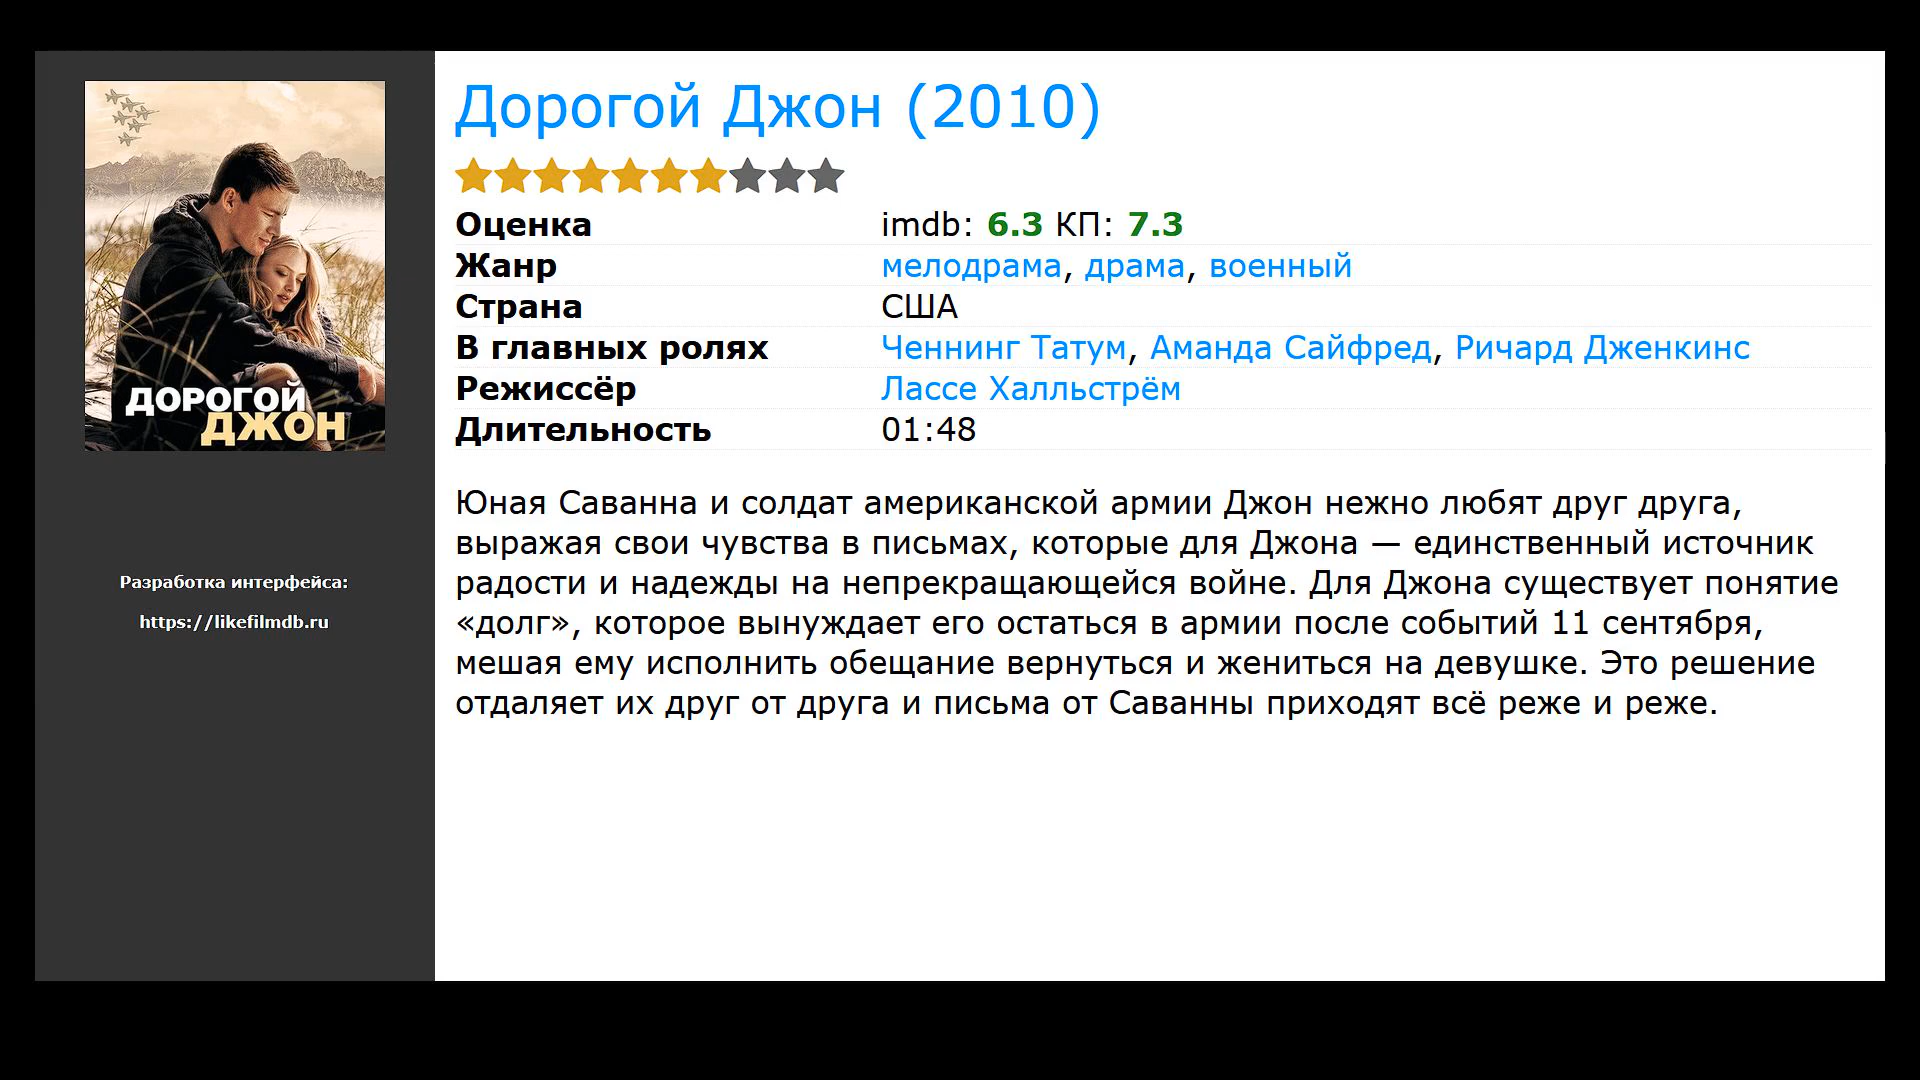 ДОРОГОЙ
ДЖОН
Разработка интерфейса:
https://likefilmdb.ru
Дорогой Джон (2010)
Оценка imdb: 6.3 КП: 7.3
Жанр мелодрама, драма, военный
Страна США
В главных ролях Ченнинг Татум, Аманда Сайфред, Ричард Дженкинс
Режиссёр Лассе Халльстрём
Длительность 01:48
Юная Саванна и солдат американской армии Джон нежно любят друг друга,
выражая свои чувства в письмах, которые для Джона — единственный источник
радости и надежды на непрекращающейся войне. Для Джона существует понятие
«долг», которое вынуждает его остаться в армии после событий 11 сентября,
мешая ему исполнить обещание вернуться и жениться на девушке. Это решение
отдаляет их друг от друга и письма от Саванны приходят всё реже и реже.